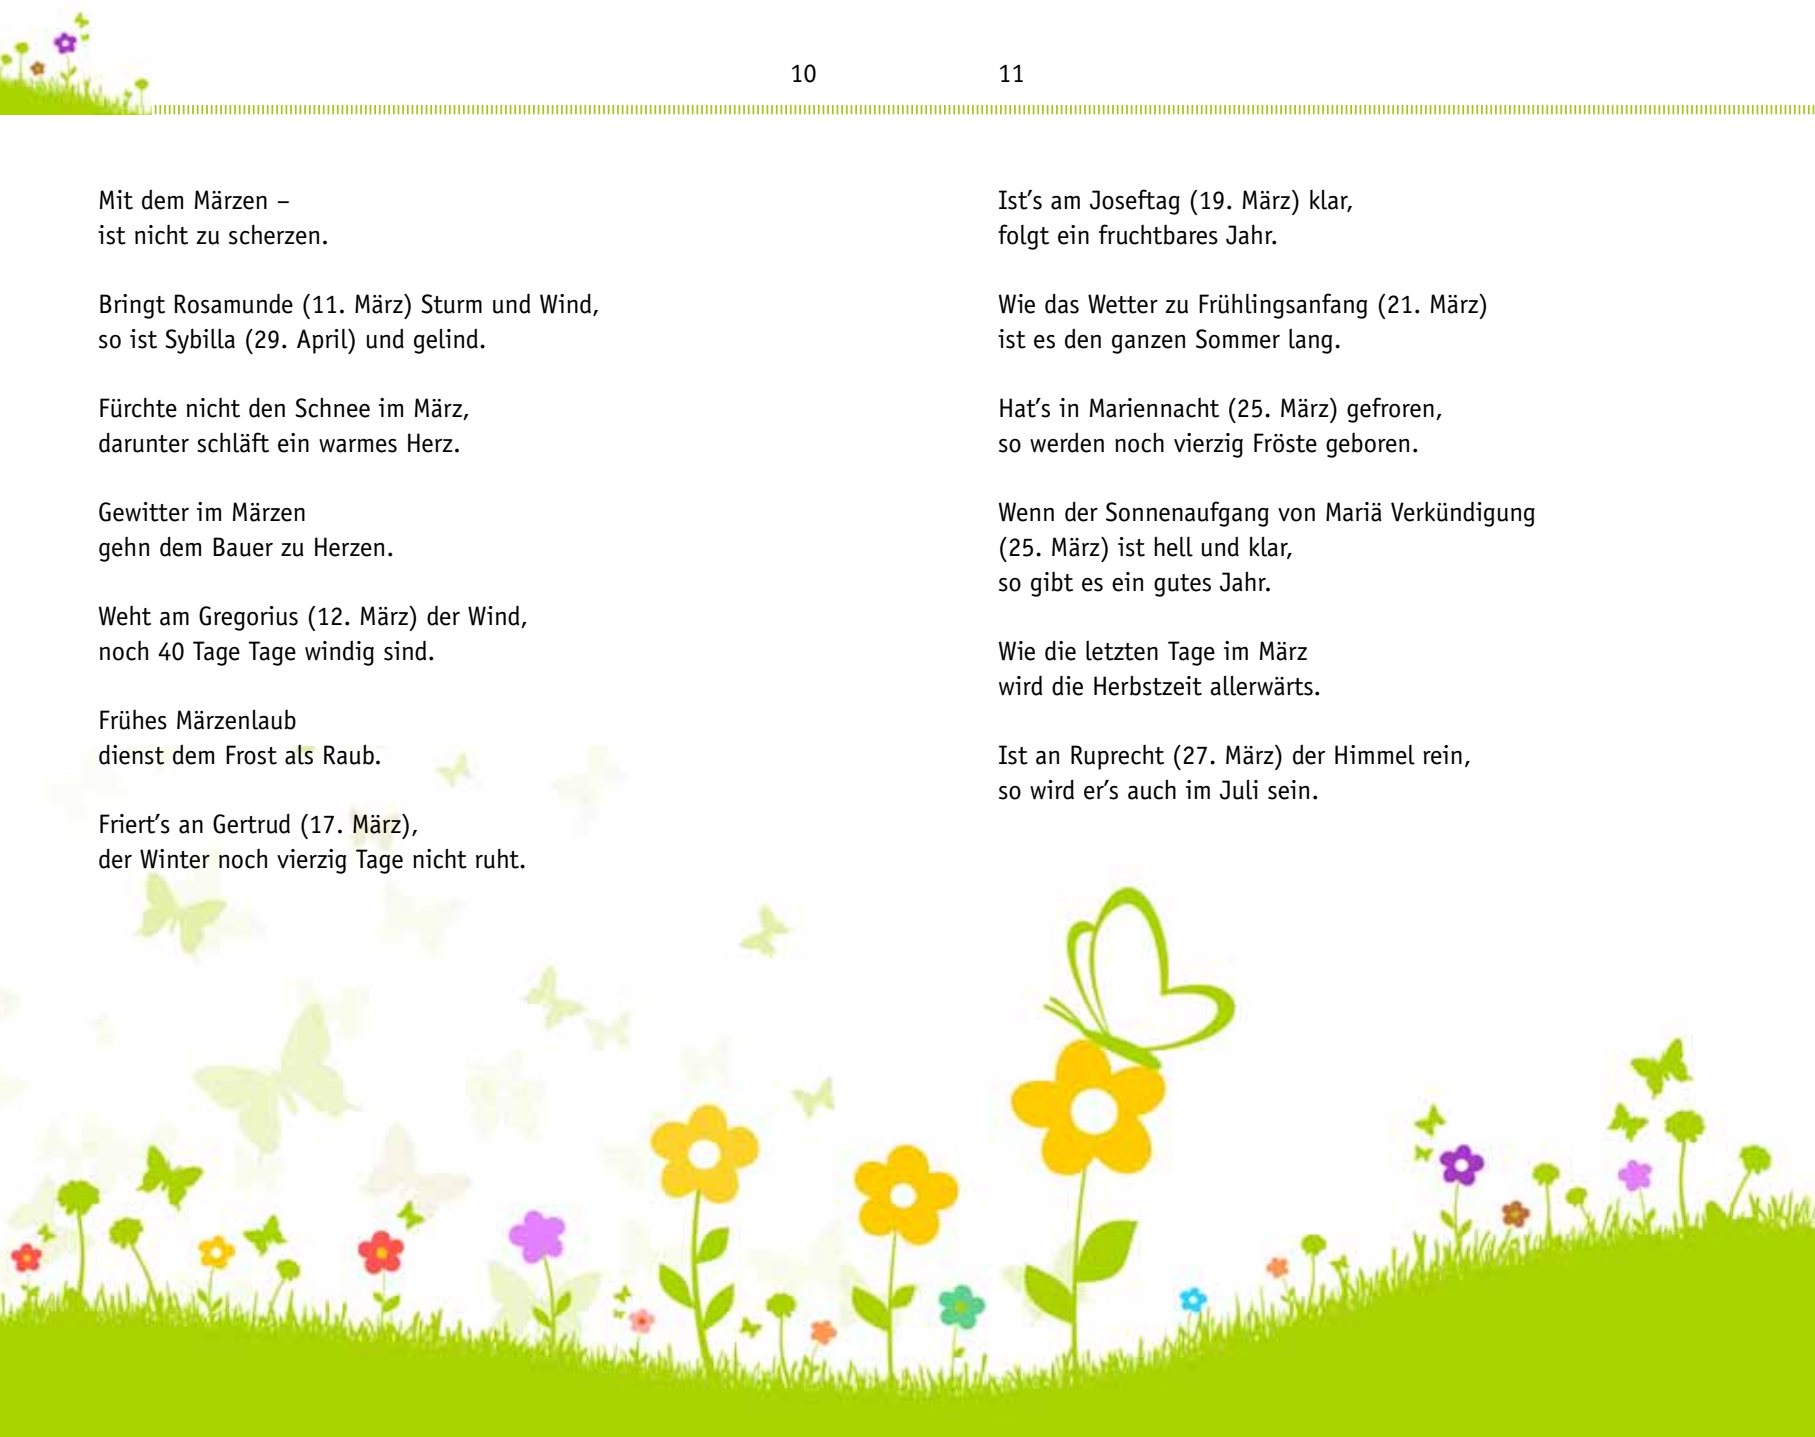 10
11
Mit dem Märzen –
ist nicht zu scherzen.
Bringt Rosamunde (11. März) Sturm und Wind,
so ist Sybilla (29. April) und gelind.
Fürchte nicht den Schnee im März,
darunter schläft ein warmes Herz.
Gewitter im Märzen
gehn dem Bauer zu Herzen.
Weht am Gregorius (12. März) der Wind,
noch 40 Tage Tage windig sind.
Frühes Märzenlaub
dienst dem Frost als Raub.
Friert’s an Gertrud (17. März),
der Winter noch vierzig Tage nicht ruht.
Ist’s am Joseftag (19. März) klar,
folgt ein fruchtbares Jahr.
Wie das Wetter zu Frühlingsanfang (21. März)
ist es den ganzen Sommer lang.
Hat’s in Mariennacht (25. März) gefroren,
so werden noch vierzig Fröste geboren.
Wenn der Sonnenaufgang von Mariä Verkündigung
(25. März) ist hell und klar,
so gibt es ein gutes Jahr.
Wie die letzten Tage im März
wird die Herbstzeit allerwärts.
Ist an Ruprecht (27. März) der Himmel rein,
so wird er’s auch im Juli sein.